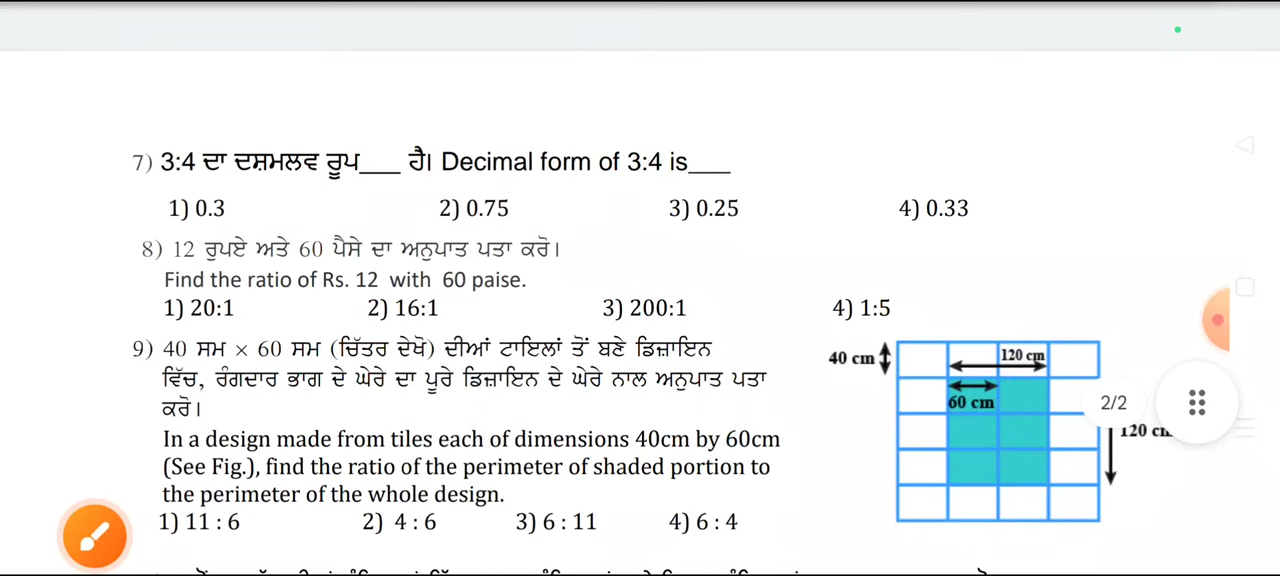 7) 3:4 ਦਾ ਦਸ਼ਮਲਵ ਰੂਪ____ ਹੈ। Decimal form of 3:4 is____
1) 0.3 2) 0.75 3) 0.25 4) 0.33
8) 12 ਰੁਪਏ ਅਤੇ 60 ਪੈਸੇ ਦਾ ਅਨੁਪਾਤ ਪਤਾ ਕਰੋ।
Find the ratio of Rs. 12 with 60 paise.
1) 20:1 2) 16:1 3) 200:1 4) 1:5
9) 40 ਸਮ × 60 ਸਮ (ਚਿੱਤਰ ਦੇਖੋ) ਦੀਆਂ ਟਾਇਲਾਂ ਤੋਂ ਬਣੇ ਡਿਜ਼ਾਇਨ
ਵਿੱਚ, ਰੰਗਦਾਰ ਭਾਗ ਦੇ ਘੇਰੇ ਦਾ ਪੂਰੇ ਡਿਜ਼ਾਇਨ ਦੇ ਘੇਰੇ ਨਾਲ ਅਨੁਪਾਤ ਪਤਾ
ਕਰੋ।
In a design made from tiles each of dimensions 40cm by 60cm
(See Fig.), find the ratio of the perimeter of shaded portion to
the perimeter of the whole design.
1) 11 : 6 2) 4 : 6 3) 6 : 11 4) 6 : 4
40 cm
120 cm
60 cm
2/2
120